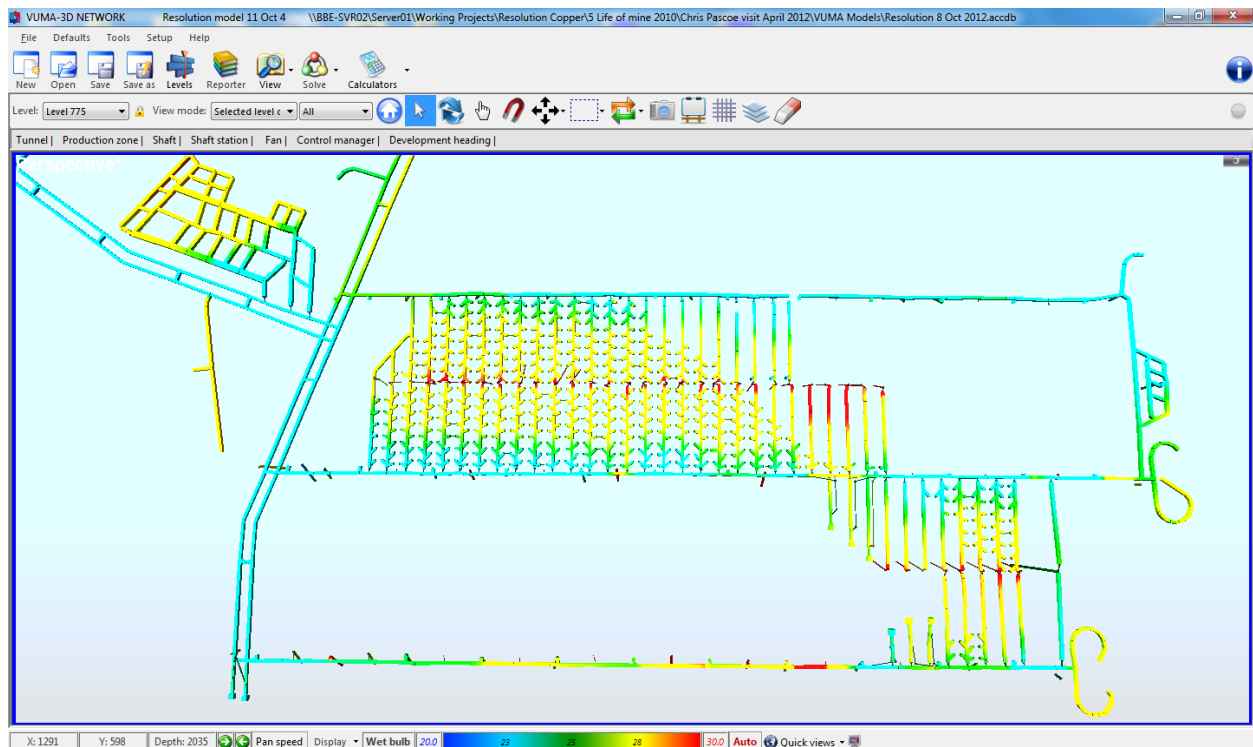 VUMA-3D NETWORK Resolution model 11 Oct 4 \\BBE-SVR02\Server01\Working Projects\Resolution Copper\5 Life of mine 2010\Chris Pascoe visit April 2012\VUMA Models\Resolution 8 Oct 2012.accdb
File Defaults Tools Setup Help
New Open Save Save as Levels Reporter View Solve Calculators
Level: Level 775 View mode: Selected level c All
Tunnel | Production zone | Shaft | Shaft station | Fan | Control manager | Development heading |
Perspective*
X: 1291 Y: 598 Depth: 2035 Pan speed Display Wet bulb 20.0 23 25 28 30.0 Auto Quick views